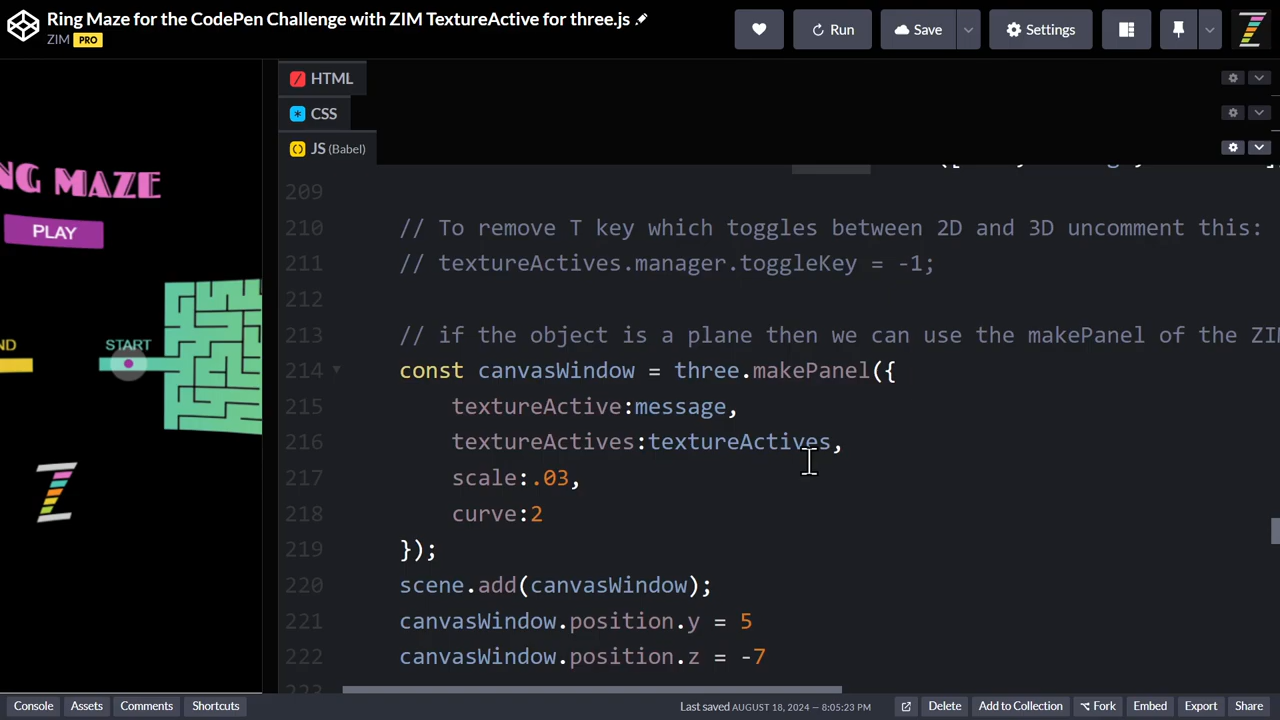 Ring Maze for the CodePen Challenge with ZIM TextureActive for three.js
ZIM PRO
Run
Save
Settings
HTML
CSS
JS (Babel)
NG MAZE
PLAY
ND
START
209
210 // To remove T key which toggles between 2D and 3D uncomment this:
211 // textureActives.manager.toggleKey = -1;
212
213 // if the object is a plane then we can use the makePanel of the ZI
214 const canvasWindow = three.makePanel({
215 textureActive:message,
216 textureActives:textureActives,
217 scale:.03,
218 curve:2
219 });
220 scene.add(canvasWindow);
221 canvasWindow.position.y = 5
222 canvasWindow.position.z = -7
Console
Assets
Comments
Shortcuts
Last saved AUGUST 18, 2024 — 8:05:23 PM
Delete
Add to Collection
Fork
Embed
Export
Share